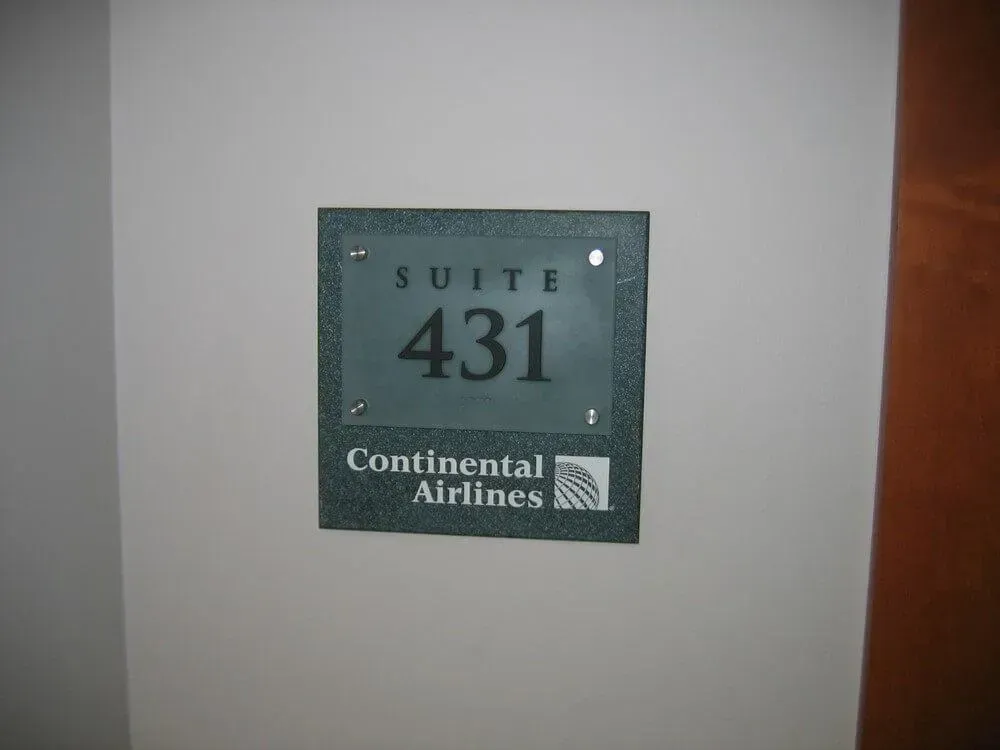 SUITE
431
Continental
Airlines